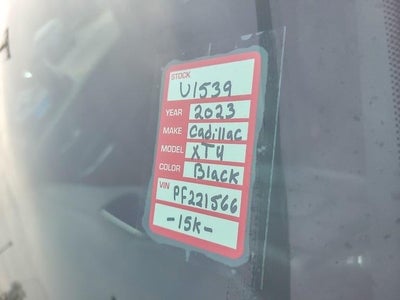 STOCK
U1539
YEAR 2023
MAKE Cadillac
MODEL XT4
COLOR Black
VIN PF221566
-15K-